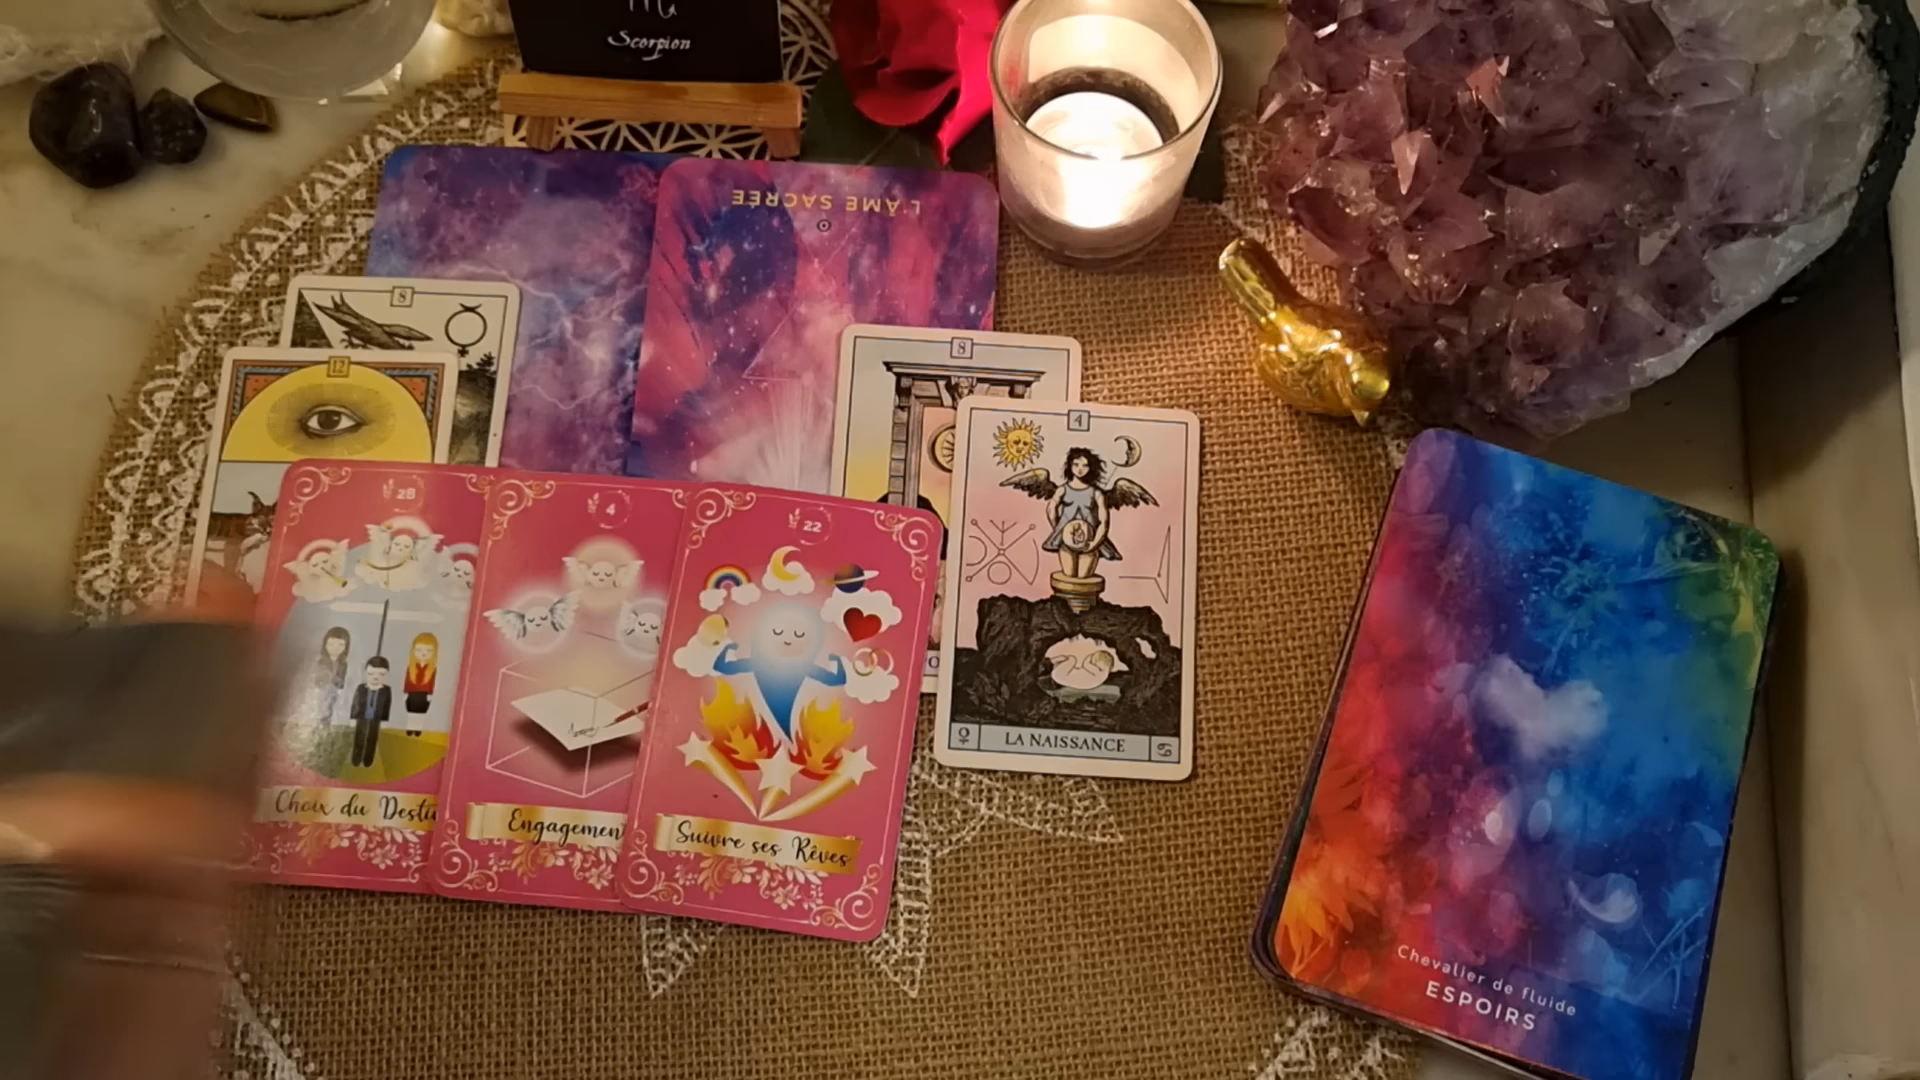 Scorpion
L'ÂME SACRÉE
8
12
8
4
28
4
22
LA NAISSANCE
Choix du Desti
Engagemen
Suivre ses Rêves
Chevalier de fluide
ESPOIRS